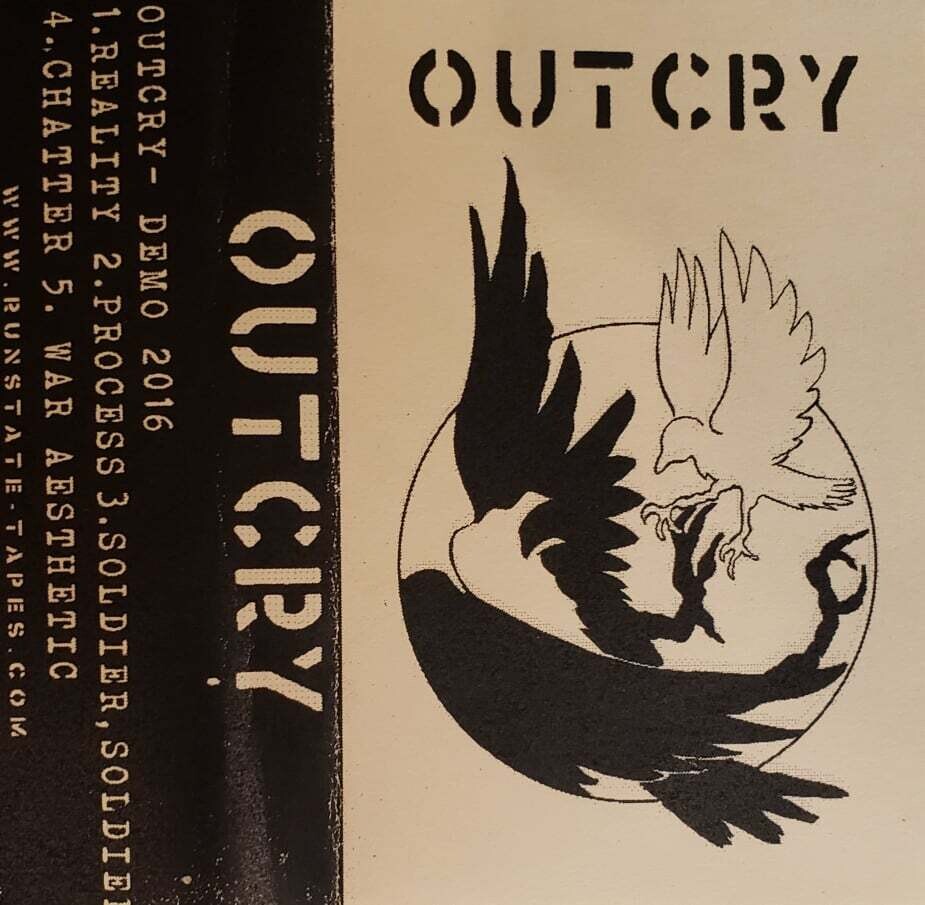 OUTCRY
OUTCRY
OUTCRY- DEMO 2016
1.REALITY 2.PROCESS 3.SOLDIER,SOLDIER
4.CHATTER 5. WAR AESTHETIC
WWW.RUNSTATE-TAPES.COM